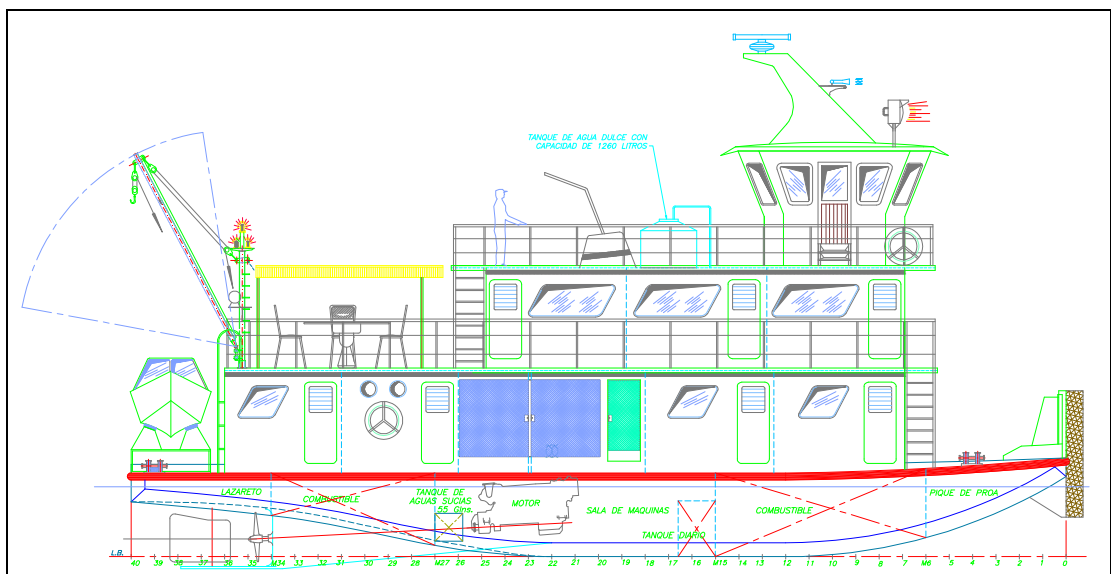 TANQUE DE AGUA DULCE CON
CAPACIDAD DE 1260 LITROS
LAZARETO
COMBUSTIBLE
TANQUE DE
AGUAS SUCIAS
55 Glns.
MOTOR
SALA DE MAQUINAS
TANQUE DIARIO
COMBUSTIBLE
PIQUE DE PROA
L.B.
40 39 38 37 36 35 M34 33 32 31 30 29 28 M27 26 25 24 23 22 21 20 19 18 17 16 M15 14 13 12 11 10 9 8 7 M6 5 4 3 2 1 0